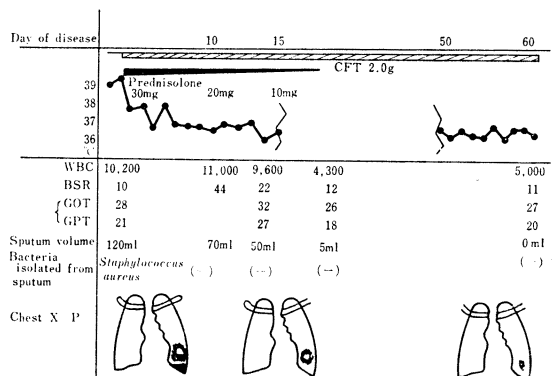 Day of disease 10 15 50 60
CFT 2.0g
Prednisolone
30mg 20mg 10mg
39
38
37
36
°C
WBC 10,200 11,000 9,600 4,300 5,000
BSR 10 44 22 12 11
GOT 28 32 26 27
GPT 21 27 18 20
Sputum volume 120ml 70ml 50ml 5ml 0ml
Bacteria isolated from sputum Staphylococcus aureus (-) (--) (-) (-)
Chest X P